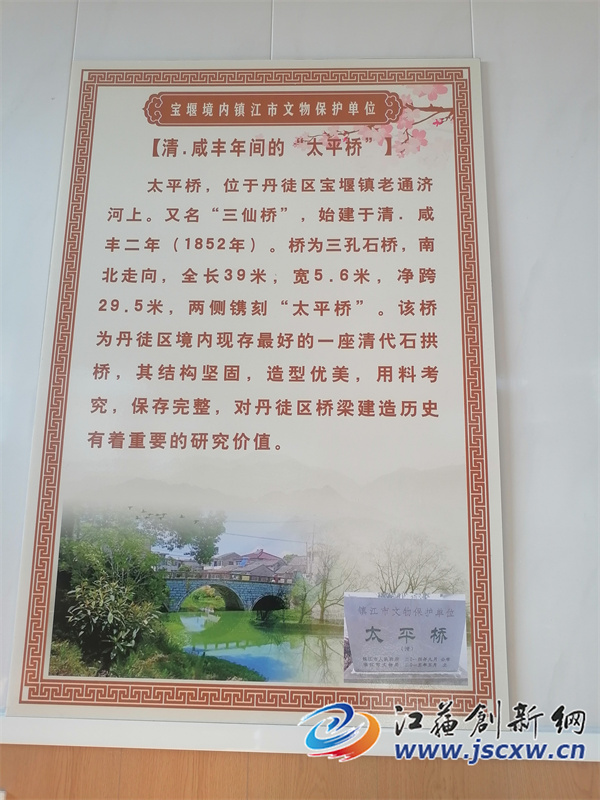 宝堰境内镇江市文物保护单位
【清.咸丰年间的“太平桥”】
太平桥，位于丹徒区宝堰镇老通济
河上。又名“三仙桥”，始建于清.咸
丰二年（1852年）。桥为三孔石桥，南
北走向，全长39米，宽5.6米，净跨
29.5米，两侧镌刻“太平桥”。该桥
为丹徒区境内现存最好的一座清代石拱
桥，其结构坚固，造型优美，用料考
究，保存完整，对丹徒区桥梁建造历史
有着重要的研究价值。
镇江市文物保护单位
太平桥
（清）
江苏创新网
www.jscxw.cn